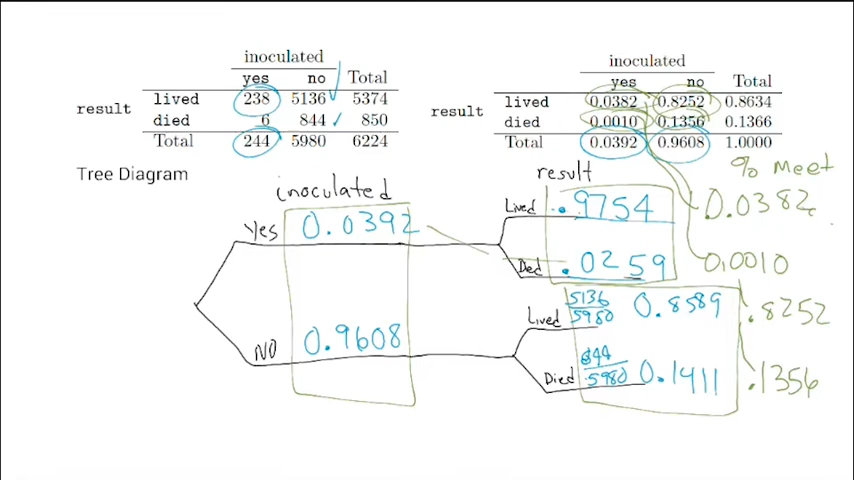 inoculated
yes no Total
result lived 238 5136 5374
died 6 844 850
Total 244 5980 6224
inoculated
yes no Total
result lived 0.0382 0.8252 0.8634
died 0.0010 0.1356 0.1366
Total 0.0392 0.9608 1.0000
Tree Diagram
% Meet
inoculated
result
Yes 0.0392
Lived .9754 0.0382
Died .0259 0.0010
NO 0.9608
Lived 5136/5980 0.8589 .8252
Died 844/5980 0.1411 .1356